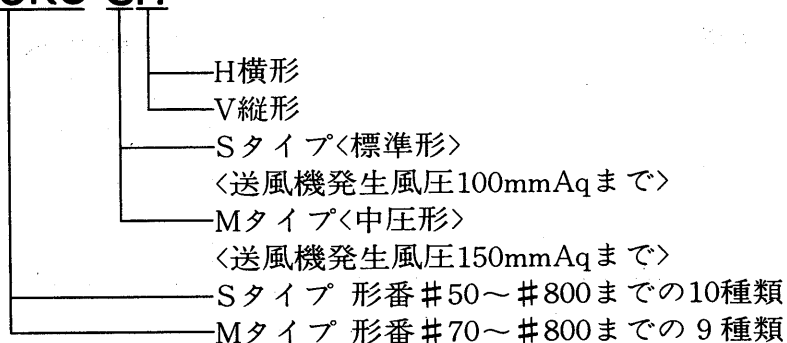 H横形
V縦形
Sタイプ<標準形>
<送風機発生風圧100mmAqまで>
Mタイプ<中圧形>
<送風機発生風圧150mmAqまで>
Sタイプ 形番#50〜#800までの10種類
Mタイプ 形番#70〜#800までの 9 種類